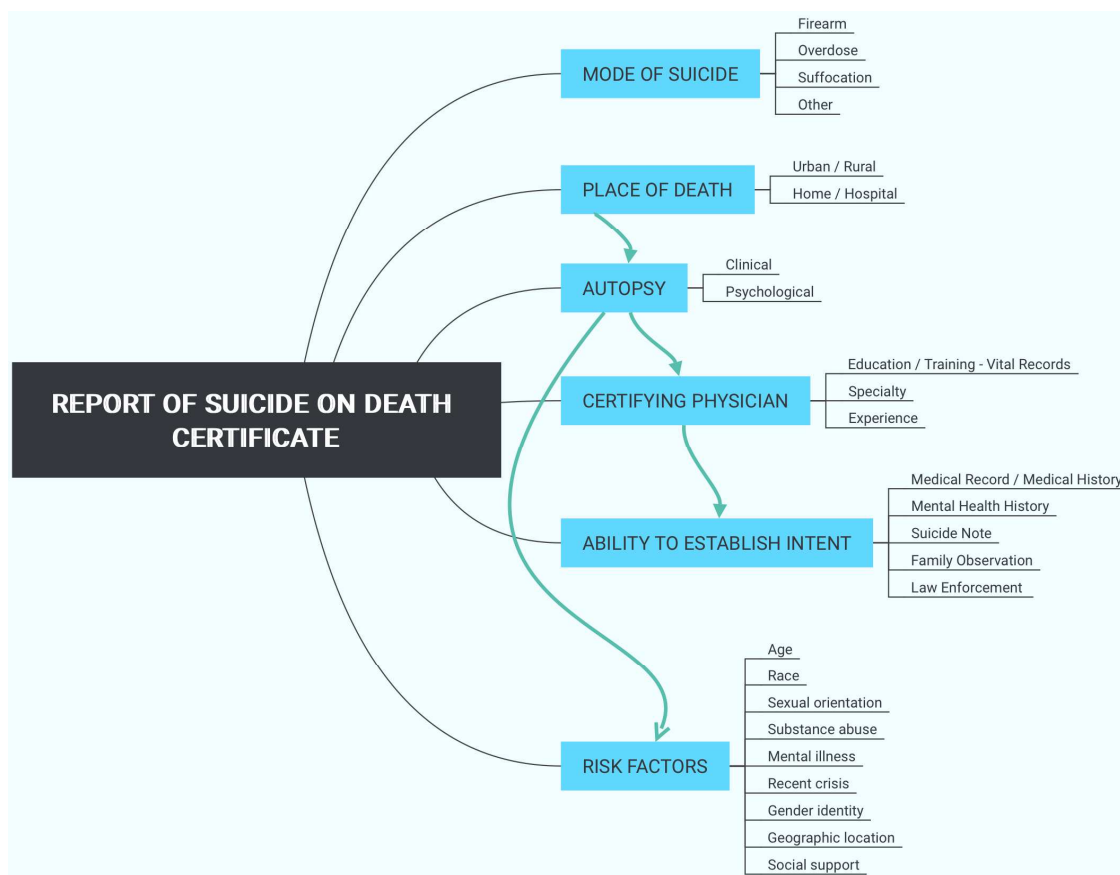 Firearm
Overdose
MODE OF SUICIDE
Suffocation
Other
Urban / Rural
PLACE OF DEATH
Home / Hospital
Clinical
AUTOPSY
Psychological
Education / Training - Vital Records
REPORT OF SUICIDE ON DEATH
CERTIFICATE
CERTIFYING PHYSICIAN
Specialty
Experience
Medical Record / Medical History
Mental Health History
ABILITY TO ESTABLISH INTENT
Suicide Note
Family Observation
Law Enforcement
Age
Race
Sexual orientation
Substance abuse
RISK FACTORS
Mental illness
Recent crisis
Gender identity
Geographic location
Social support